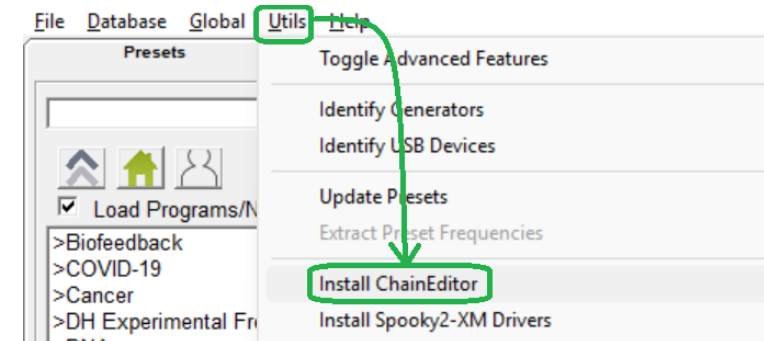 File Database Global Utils Help
Presets
Toggle Advanced Features
Identify Generators
Identify USB Devices
Load Programs/N
Update Presets
Extract Preset Frequencies
>Biofeedback
>COVID-19
>Cancer
>DH Experimental Fre
Install ChainEditor
Install Spooky2-XM Drivers